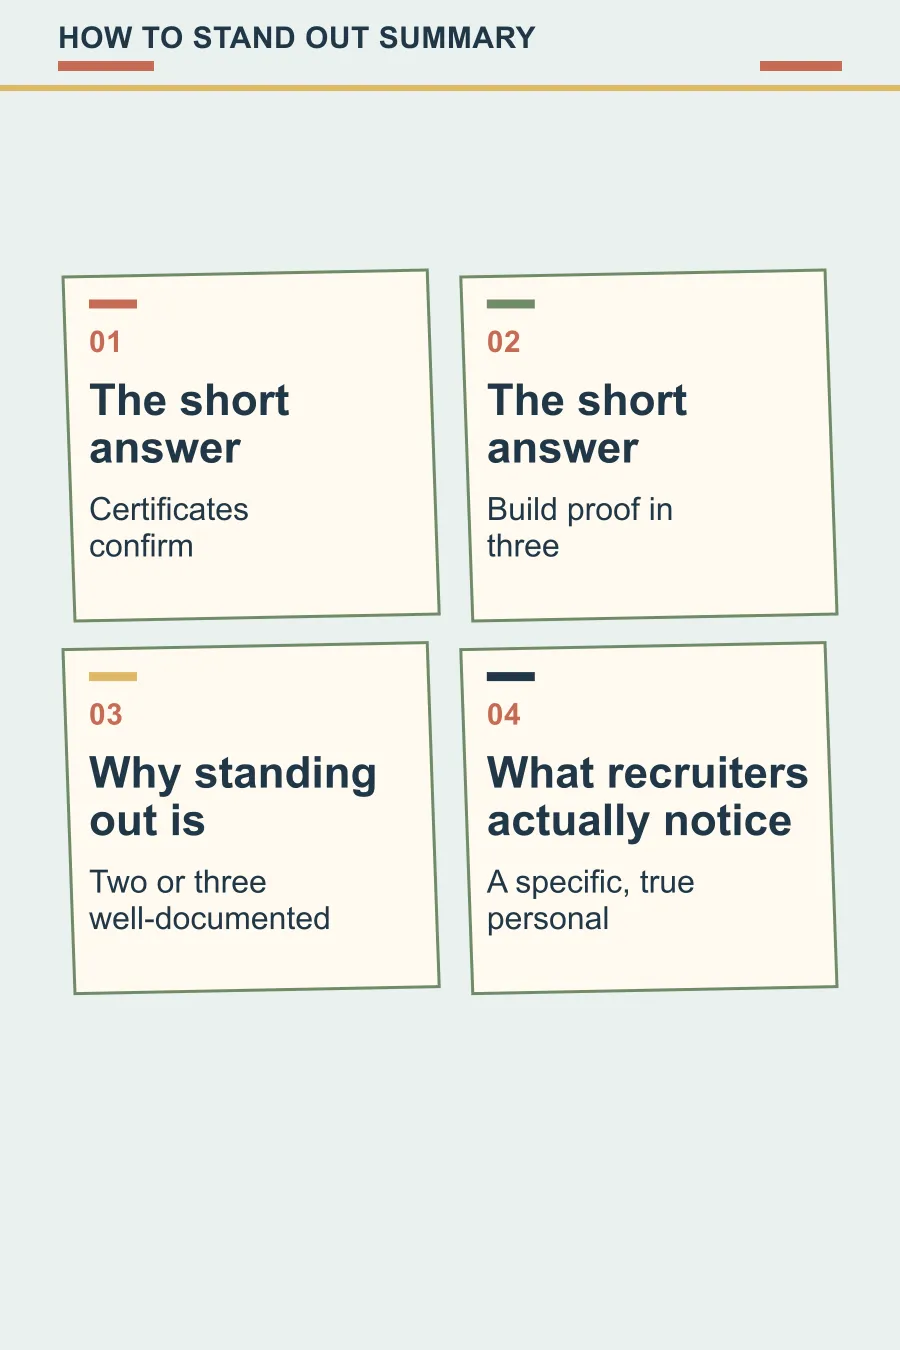 HOW TO STAND OUT SUMMARY
01
The short
answer
Certificates
confirm
02
The short
answer
Build proof in
three
03
Why standing
out is
Two or three
well-documented
04
What recruiters
actually notice
A specific, true
personal